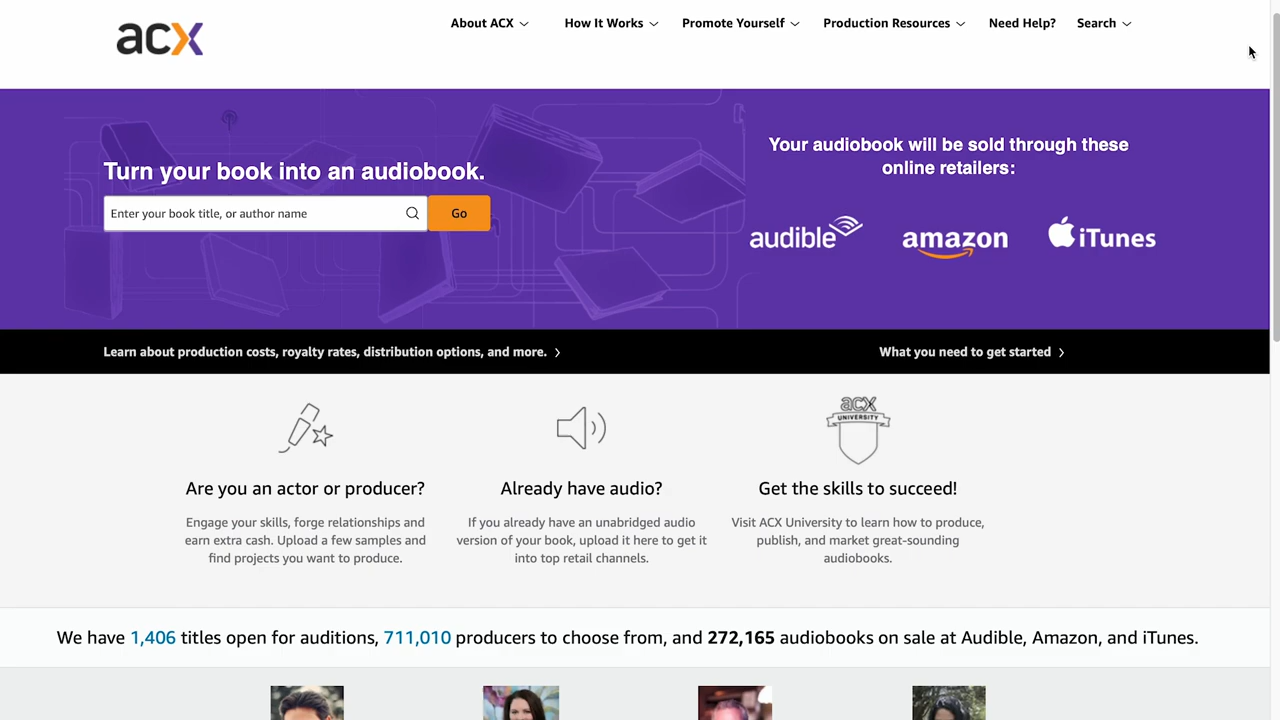 acx
About ACX
How It Works
Promote Yourself
Production Resources
Need Help?
Search
Turn your book into an audiobook.
Enter your book title, or author name
Go
Your audiobook will be sold through these
online retailers:
audible
amazon
iTunes
Learn about production costs, royalty rates, distribution options, and more.
What you need to get started
Are you an actor or producer?
Engage your skills, forge relationships and
earn extra cash. Upload a few samples and
find projects you want to produce.
Already have audio?
If you already have an unabridged audio
version of your book, upload it here to get it
into top retail channels.
acx
UNIVERSITY
Get the skills to succeed!
Visit ACX University to learn how to produce,
publish, and market great-sounding
audiobooks.
We have 1,406 titles open for auditions, 711,010 producers to choose from, and 272,165 audiobooks on sale at Audible, Amazon, and iTunes.